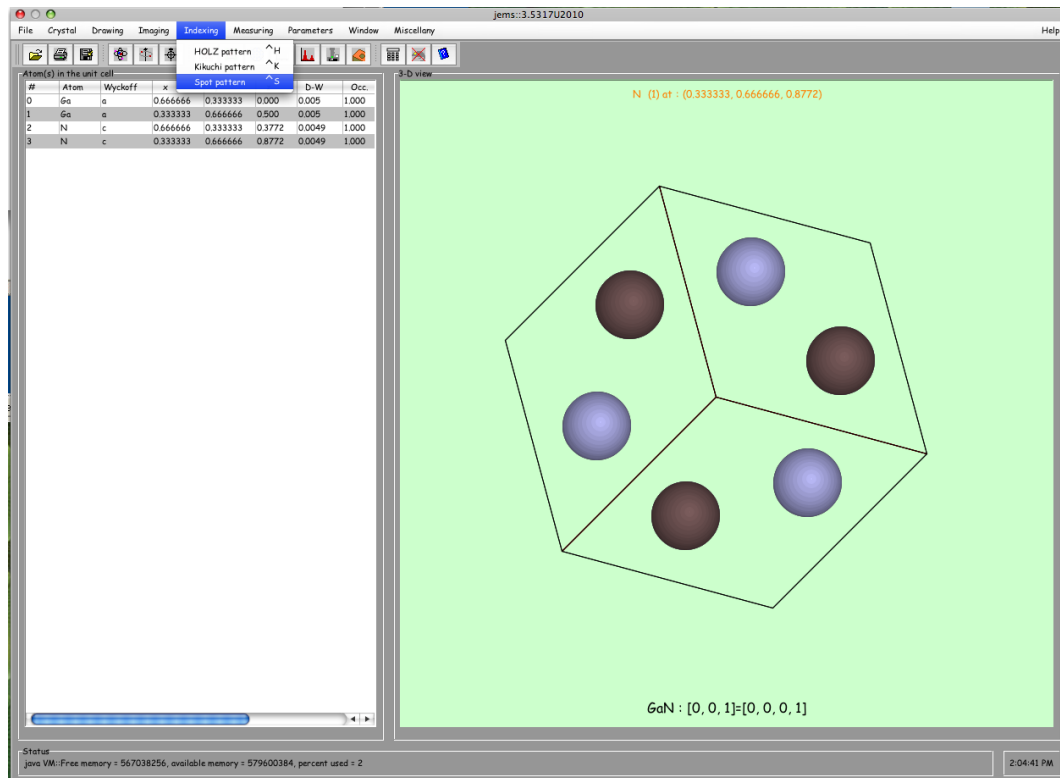 jems::3.5317U2010
File Crystal Drawing Imaging Indexing Measuring Parameters Window Miscellany Help
HOLZ pattern ^H
Kikuchi pattern ^K
Spot pattern ^S
Atom(s) in the unit cell
# Atom Wyckoff x D-W Occ.
0 Ga a 0.666666 0.333333 0.000 0.005 1.000
1 Ga a 0.333333 0.666666 0.500 0.005 1.000
2 N c 0.666666 0.333333 0.3772 0.0049 1.000
3 N c 0.333333 0.666666 0.8772 0.0049 1.000
3-D view
N (1) at : (0.333333, 0.666666, 0.8772)
GaN : [0, 0, 1]=[0, 0, 0, 1]
Status
java VM::Free memory = 567038256, available memory = 579600384, percent used = 2
2:04:41 PM